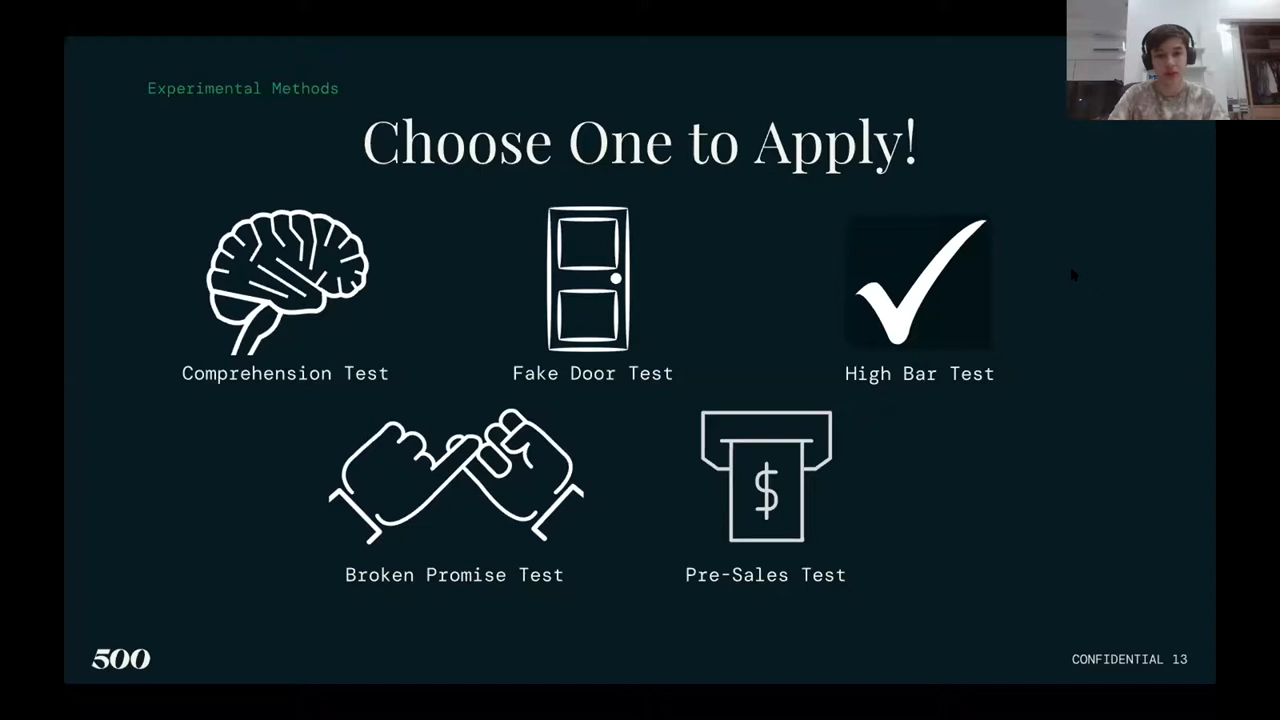 Experimental Methods
Choose One to Apply!
Comprehension Test
Fake Door Test
High Bar Test
$
Broken Promise Test
Pre-Sales Test
500
CONFIDENTIAL 13